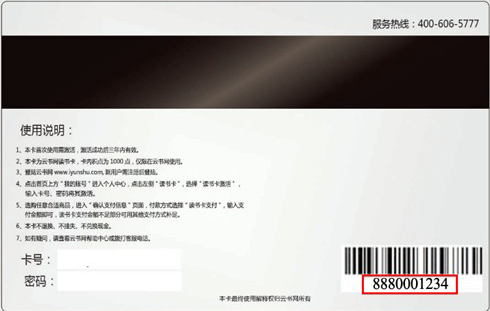 服务热线：400-606-5777
使用说明：
1、本卡首次使用需激活，激活成功后三年内有效。
2、本卡为云书网读书卡，卡内积点为 1000 点，仅限在云书网使用。
3、登陆云书网 www.iyunshu.com, 新用户需注册后登陆。
4、点击首页上方 "我的账号" 进入个人中心，点击左侧 "读书卡"，选择 "读书卡激活"，
输入卡号、密码将其激活。
5、选购任意合适商品，进入 "确认支付信息" 页面，付款方式选择 "读书卡支付"，输入支
付金额即可，读书卡支付金额不足部分可用其他支付方式补足。
6、本卡不退换、不挂失、不兑换现金。
7、如有疑问，请查看云书网帮助中心或拨打客服电话。
卡号：
密码：
8880001234
本卡最终使用解释权归云书网所有